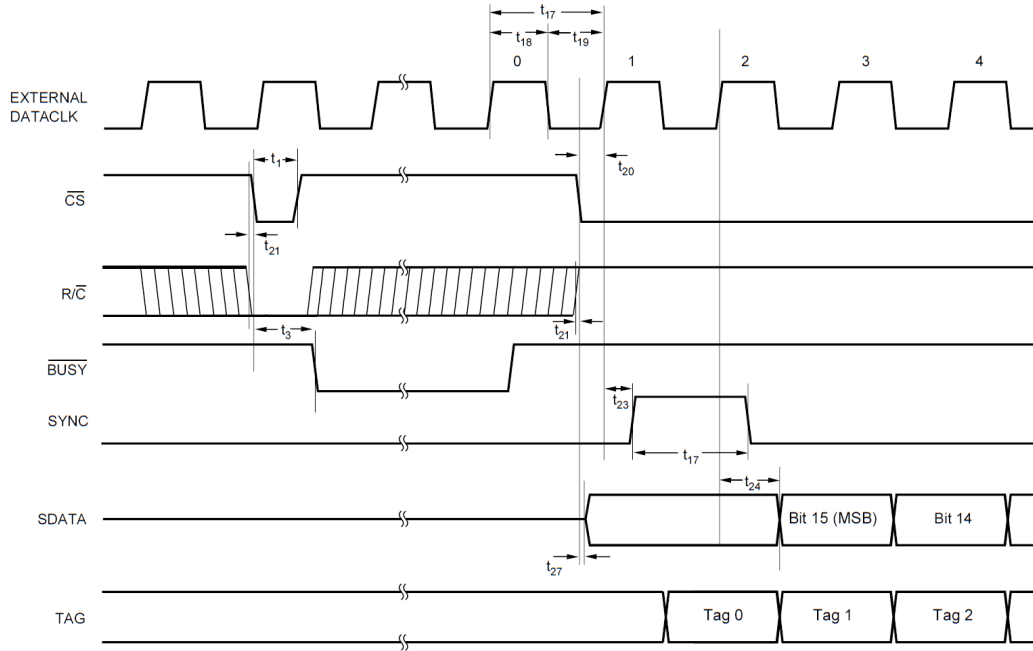 t17
t18 t19
0 1 2 3 4
EXTERNAL
DATACLK
t1
t20
CS
t21
R/C
t3
t21
BUSY
t23
SYNC
t17
t24
SDATA
Bit 15 (MSB) Bit 14
t27
TAG
Tag 0 Tag 1 Tag 2